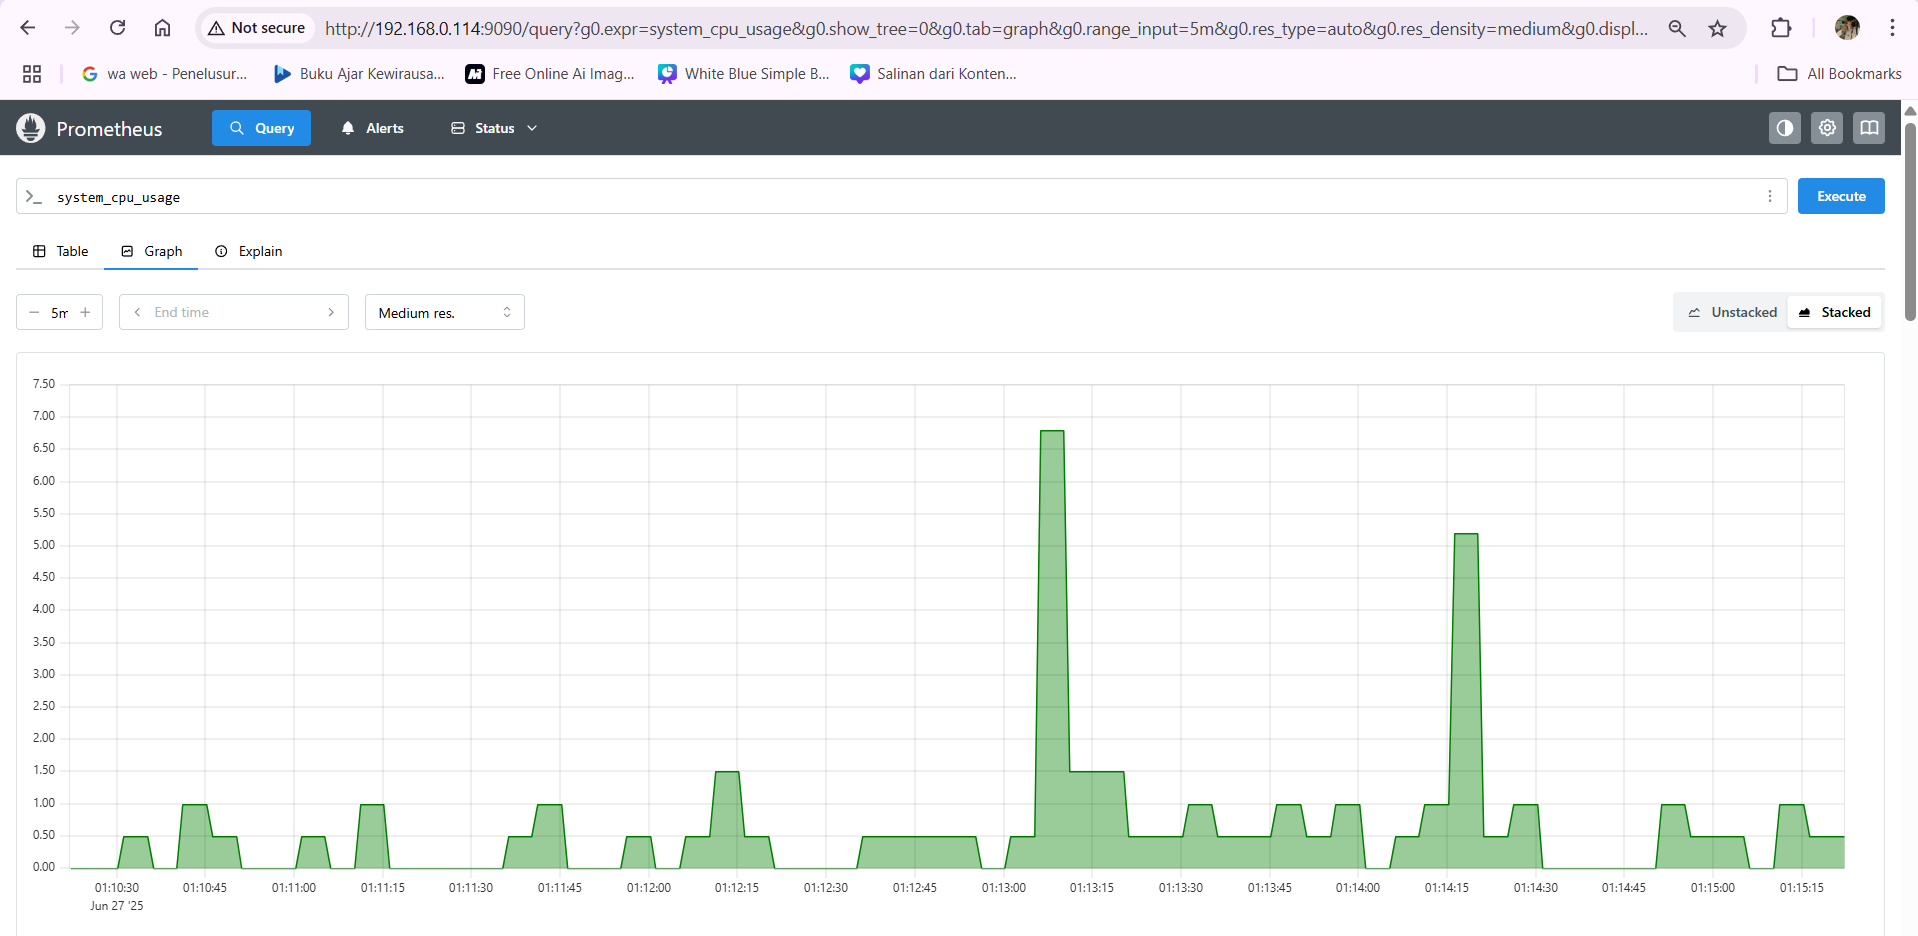 Not secure http://192.168.0.114:9090/query?g0.expr=system_cpu_usage&g0.show_tree=0&g0.tab=graph&g0.range_input=5m&g0.res_type=auto&g0.res_density=medium&g0.displ...
wa web - Penelusur... Buku Ajar Kewirausa... Free Online Ai Imag... White Blue Simple B... Salinan dari Konten... All Bookmarks
Prometheus Query Alerts Status
>_ system_cpu_usage Execute
Table Graph Explain
− 5m + End time Medium res. Unstacked Stacked
7.50
7.00
6.50
6.00
5.50
5.00
4.50
4.00
3.50
3.00
2.50
2.00
1.50
1.00
0.50
0.00
01:10:30 01:10:45 01:11:00 01:11:15 01:11:30 01:11:45 01:12:00 01:12:15 01:12:30 01:12:45 01:13:00 01:13:15 01:13:30 01:13:45 01:14:00 01:14:15 01:14:30 01:14:45 01:15:00 01:15:15
Jun 27 '25